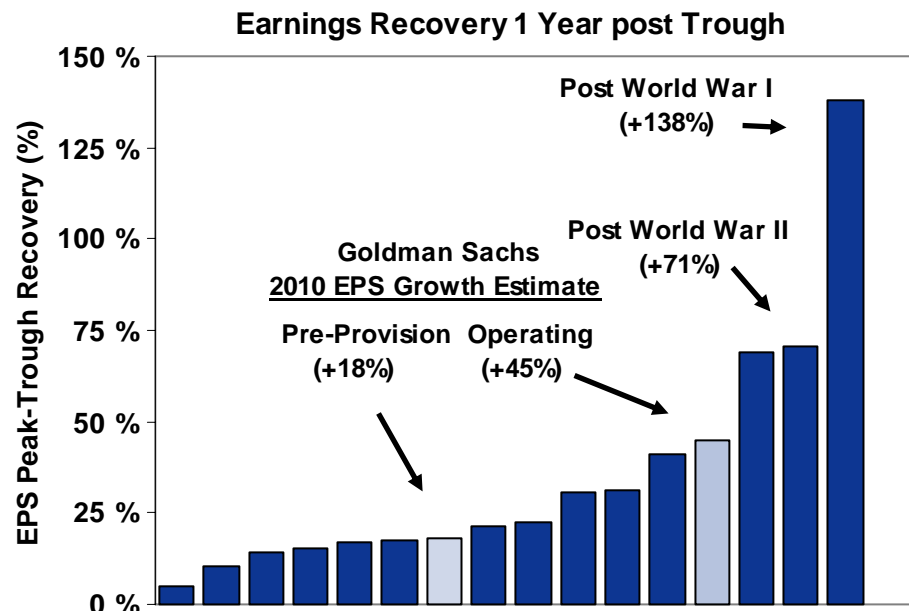 Earnings Recovery 1 Year post Trough
EPS Peak-Trough Recovery (%)
150 %
125 %
100 %
75 %
50 %
25 %
0 %
Post World War I
(+138%)
Post World War II
(+71%)
Goldman Sachs
2010 EPS Growth Estimate
Pre-Provision Operating
(+18%) (+45%)